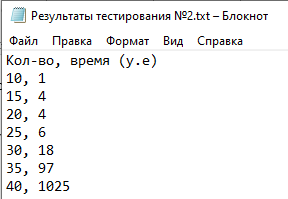 Результаты тестирования №2.txt – Блокнот
Файл Правка Формат Вид Справка
Кол-во, время (у.е)
10, 1
15, 4
20, 4
25, 6
30, 18
35, 97
40, 1025